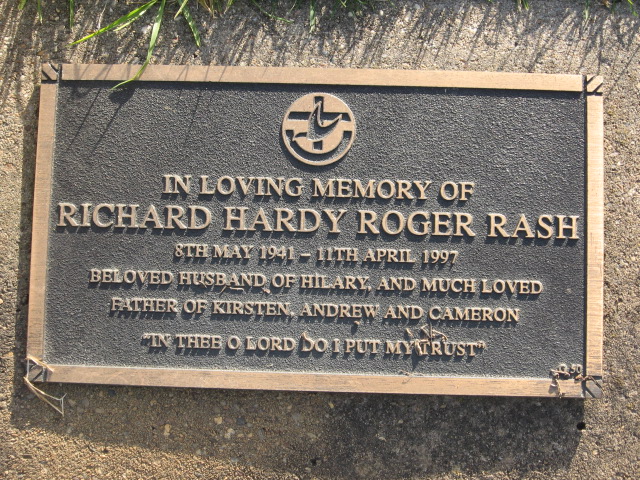 IN LOVING MEMORY OF
RICHARD HARDY ROGER RASH
8TH MAY 1941 – 11TH APRIL 1997
BELOVED HUSBAND OF HILARY, AND MUCH LOVED
FATHER OF KIRSTEN, ANDREW AND CAMERON
"IN THEE O LORD DO I PUT MY TRUST"